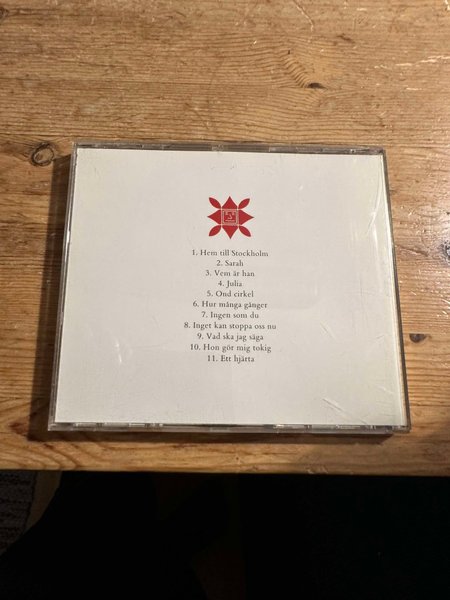 1. Hem till Stockholm
2. Sarah
3. Vem är han
4. Julia
5. Ond cirkel
6. Hur många gånger
7. Ingen som du
8. Inget kan stoppa oss nu
9. Vad ska jag säga
10. Hon gör mig tokig
11. Ett hjärta